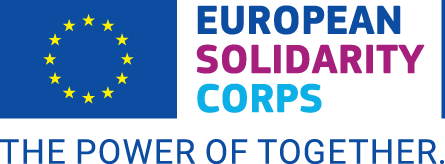 EUROPEAN
SOLIDARITY
CORPS
THE POWER OF TOGETHER.